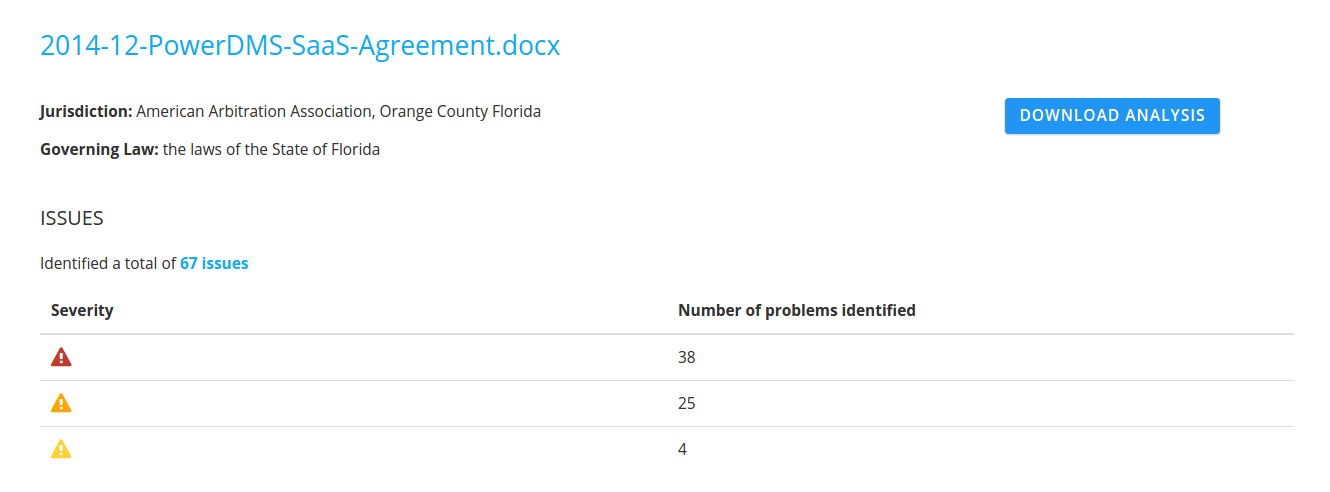 2014-12-PowerDMS-SaaS-Agreement.docx
Jurisdiction: American Arbitration Association, Orange County Florida
DOWNLOAD ANALYSIS
Governing Law: the laws of the State of Florida
ISSUES
Identified a total of 67 issues
Severity Number of problems identified
38
25
4